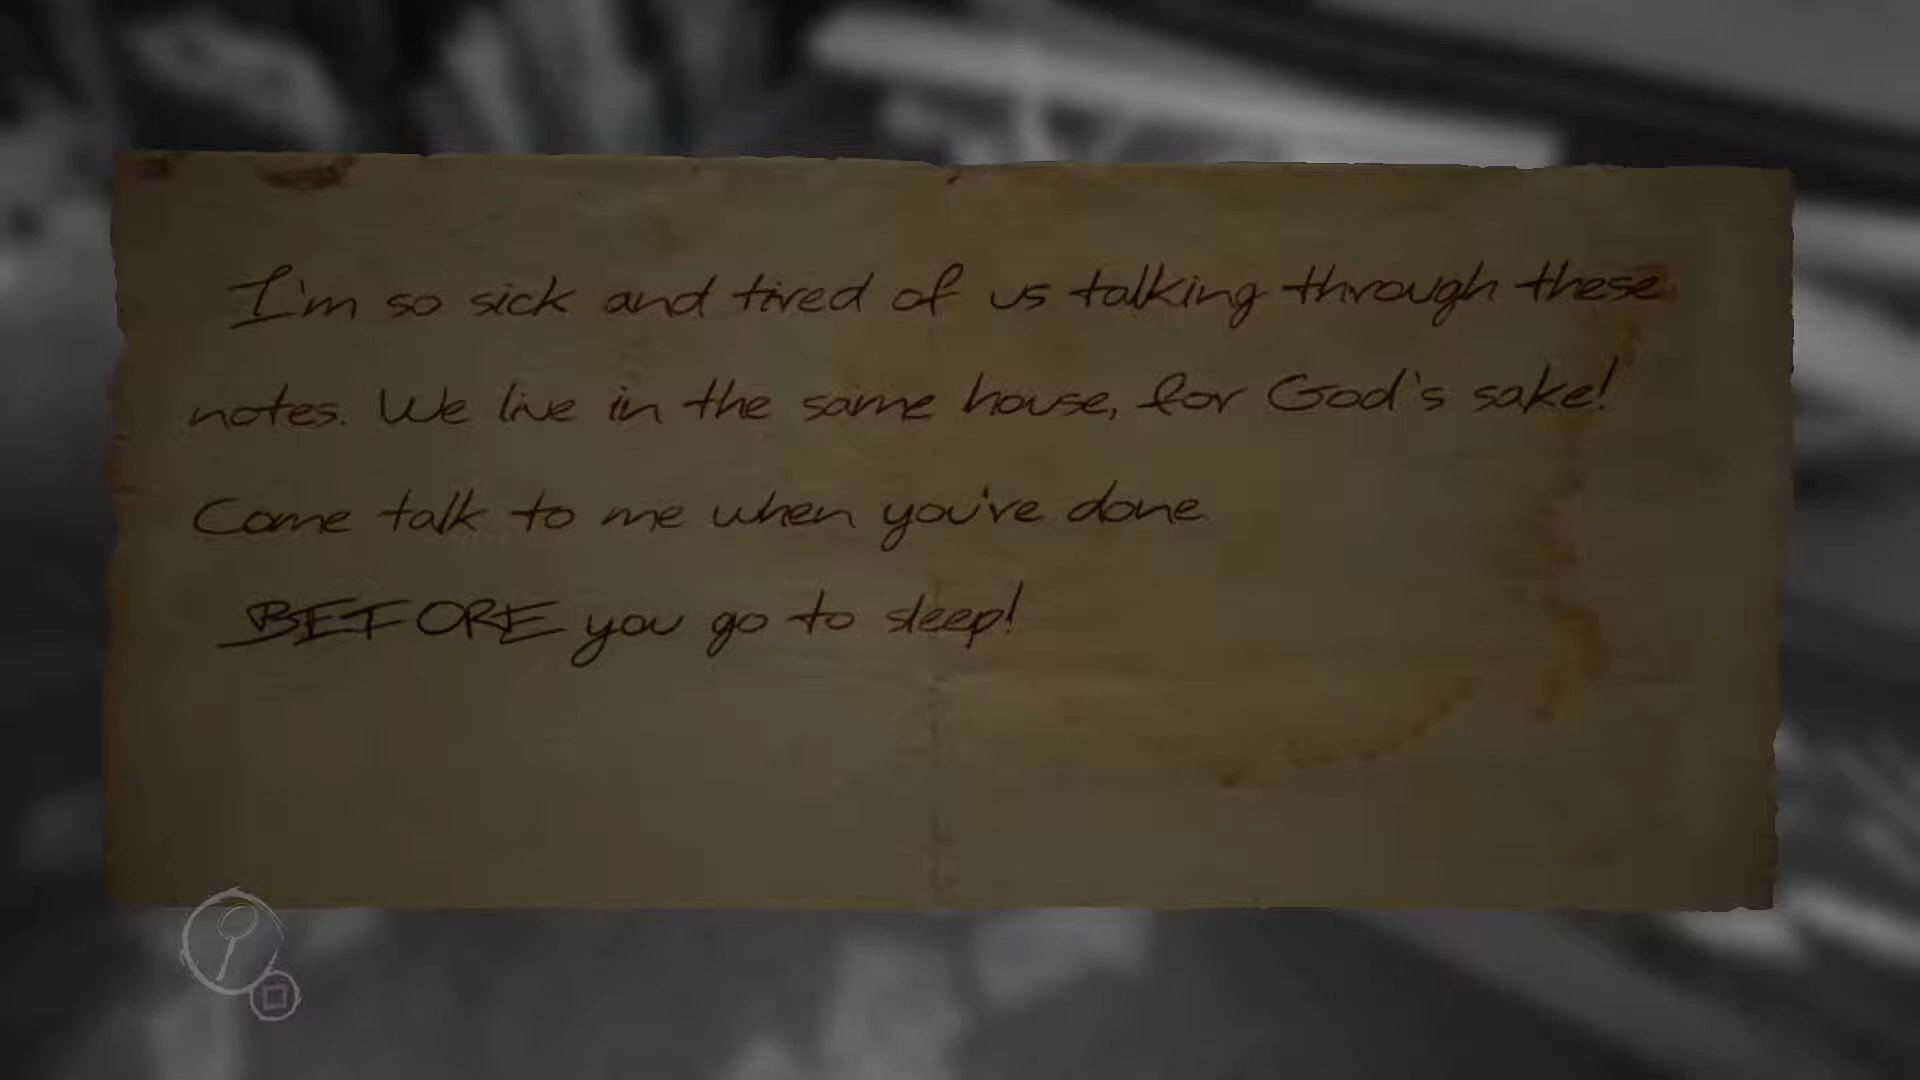 I'm so sick and tired of us talking through these
notes. We live in the same house, for God's sake!
Come talk to me when you've done
BEFORE you go to sleep!